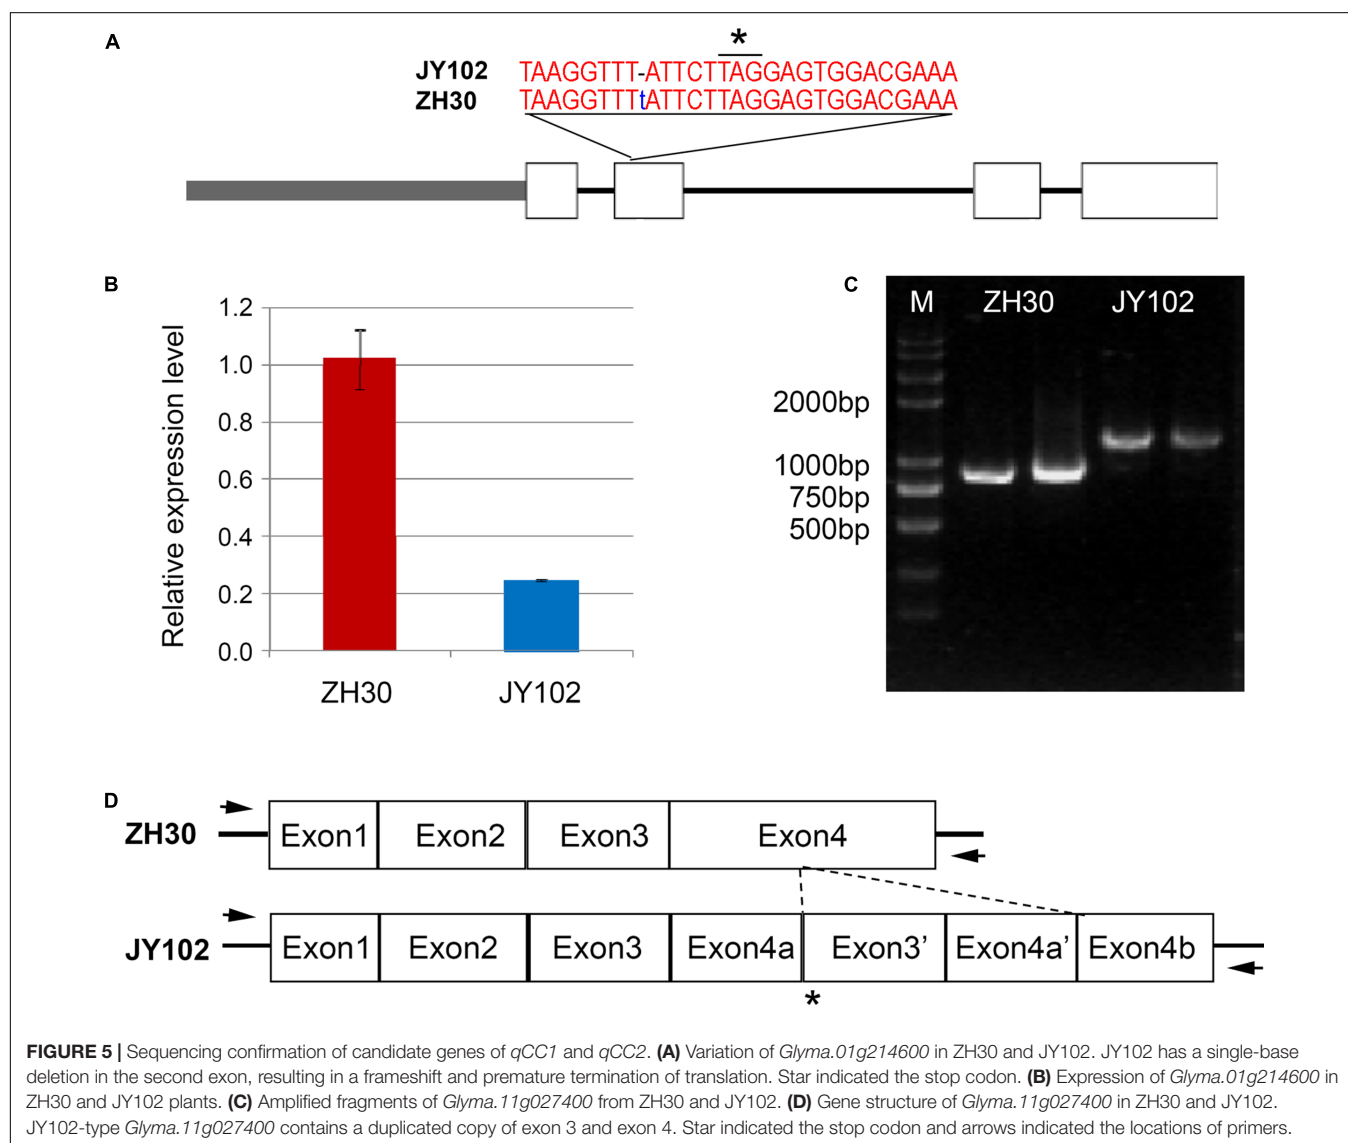 A
*
JY102 TAAGGTTT-ATTCTTAGGAGTGGACGAAA
ZH30 TAAGGTTTtATTCTTAGGAGTGGACGAAA
B
Relative expression level
1.2
1.0
0.8
0.6
0.4
0.2
0.0
ZH30 JY102
C
M ZH30 JY102
2000bp
1000bp
750bp
500bp
D
ZH30 Exon1 Exon2 Exon3 Exon4
JY102 Exon1 Exon2 Exon3 Exon4a Exon3’ Exon4a’ Exon4b
*
FIGURE 5 | Sequencing confirmation of candidate genes of qCC1 and qCC2. (A) Variation of Glyma.01g214600 in ZH30 and JY102. JY102 has a single-base
deletion in the second exon, resulting in a frameshift and premature termination of translation. Star indicated the stop codon. (B) Expression of Glyma.01g214600 in
ZH30 and JY102 plants. (C) Amplified fragments of Glyma.11g027400 from ZH30 and JY102. (D) Gene structure of Glyma.11g027400 in ZH30 and JY102.
JY102-type Glyma.11g027400 contains a duplicated copy of exon 3 and exon 4. Star indicated the stop codon and arrows indicated the locations of primers.